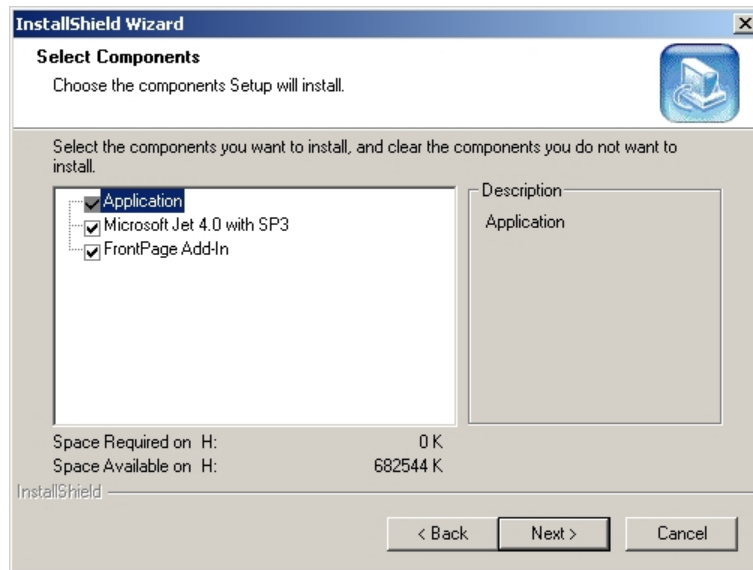 InstallShield Wizard
Select Components
Choose the components Setup will install.
Select the components you want to install, and clear the components you do not want to
install.
Application
Microsoft Jet 4.0 with SP3
FrontPage Add-In
Description
Application
Space Required on H: 0 K
Space Available on H: 682544 K
InstallShield
< Back Next > Cancel